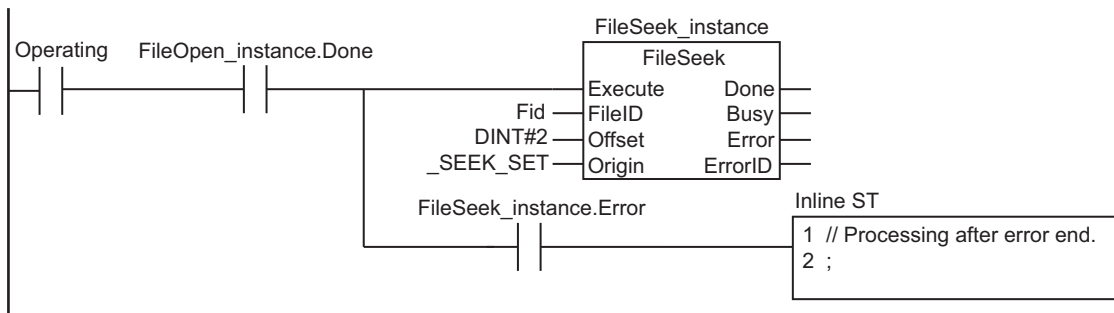 FileSeek_instance
Operating
FileOpen_instance.Done
FileSeek
Execute Done
Fid FileID Busy
DINT#2 Offset Error
_SEEK_SET Origin ErrorID
FileSeek_instance.Error
Inline ST
1 // Processing after error end.
2 ;